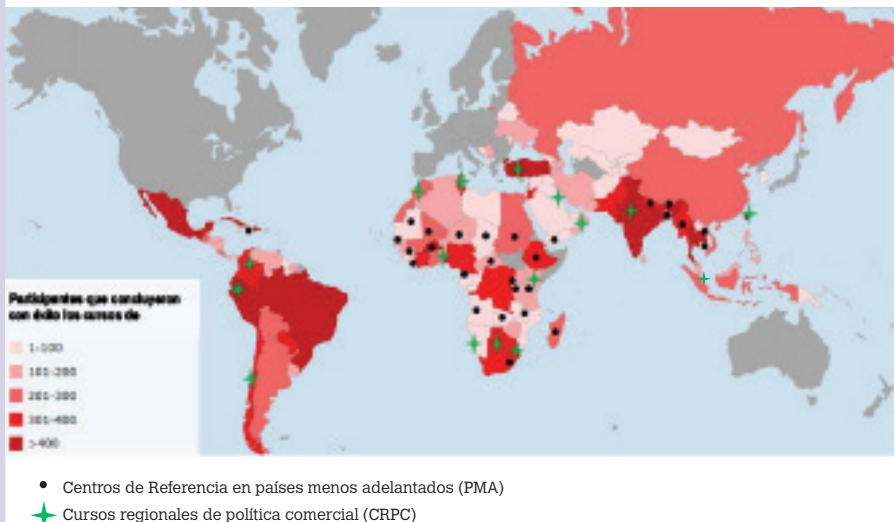 Participantes que concluyeron
con éxito los cursos de
1-100
101-200
201-300
301-400
>400
Centros de Referencia en países menos adelantados (PMA)
Cursos regionales de política comercial (CRPC)